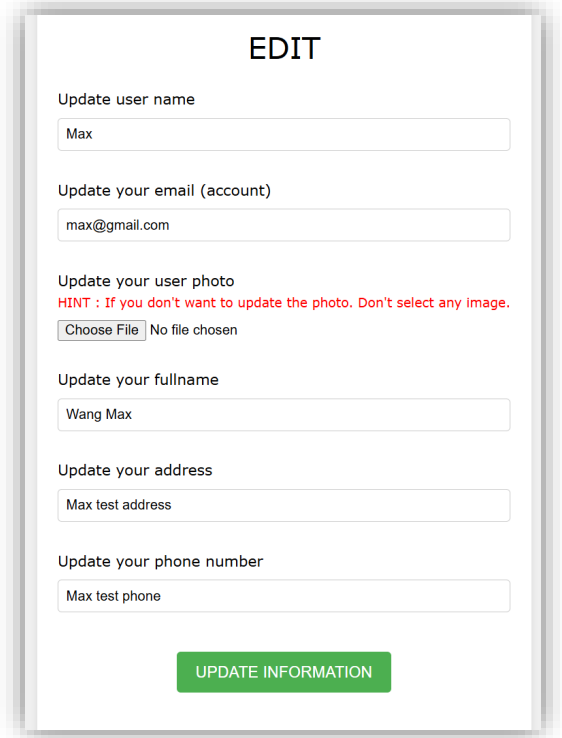 EDIT
Update user name
Max
Update your email (account)
max@gmail.com
Update your user photo
HINT : If you don't want to update the photo. Don't select any image.
Choose File No file chosen
Update your fullname
Wang Max
Update your address
Max test address
Update your phone number
Max test phone
UPDATE INFORMATION